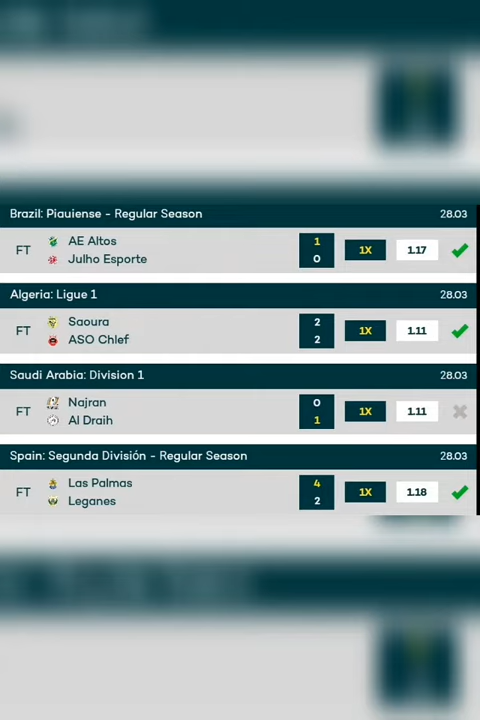 Brazil: Piauiense - Regular Season 28.03
FT AE Altos 1 1X 1.17
Julho Esporte 0
Algeria: Ligue 1 28.03
FT Saoura 2 1X 1.11
ASO Chlef 2
Saudi Arabia: Division 1 28.03
FT Najran 0 1X 1.11
Al Draih 1
Spain: Segunda División - Regular Season 28.03
FT Las Palmas 4 1X 1.18
Leganes 2